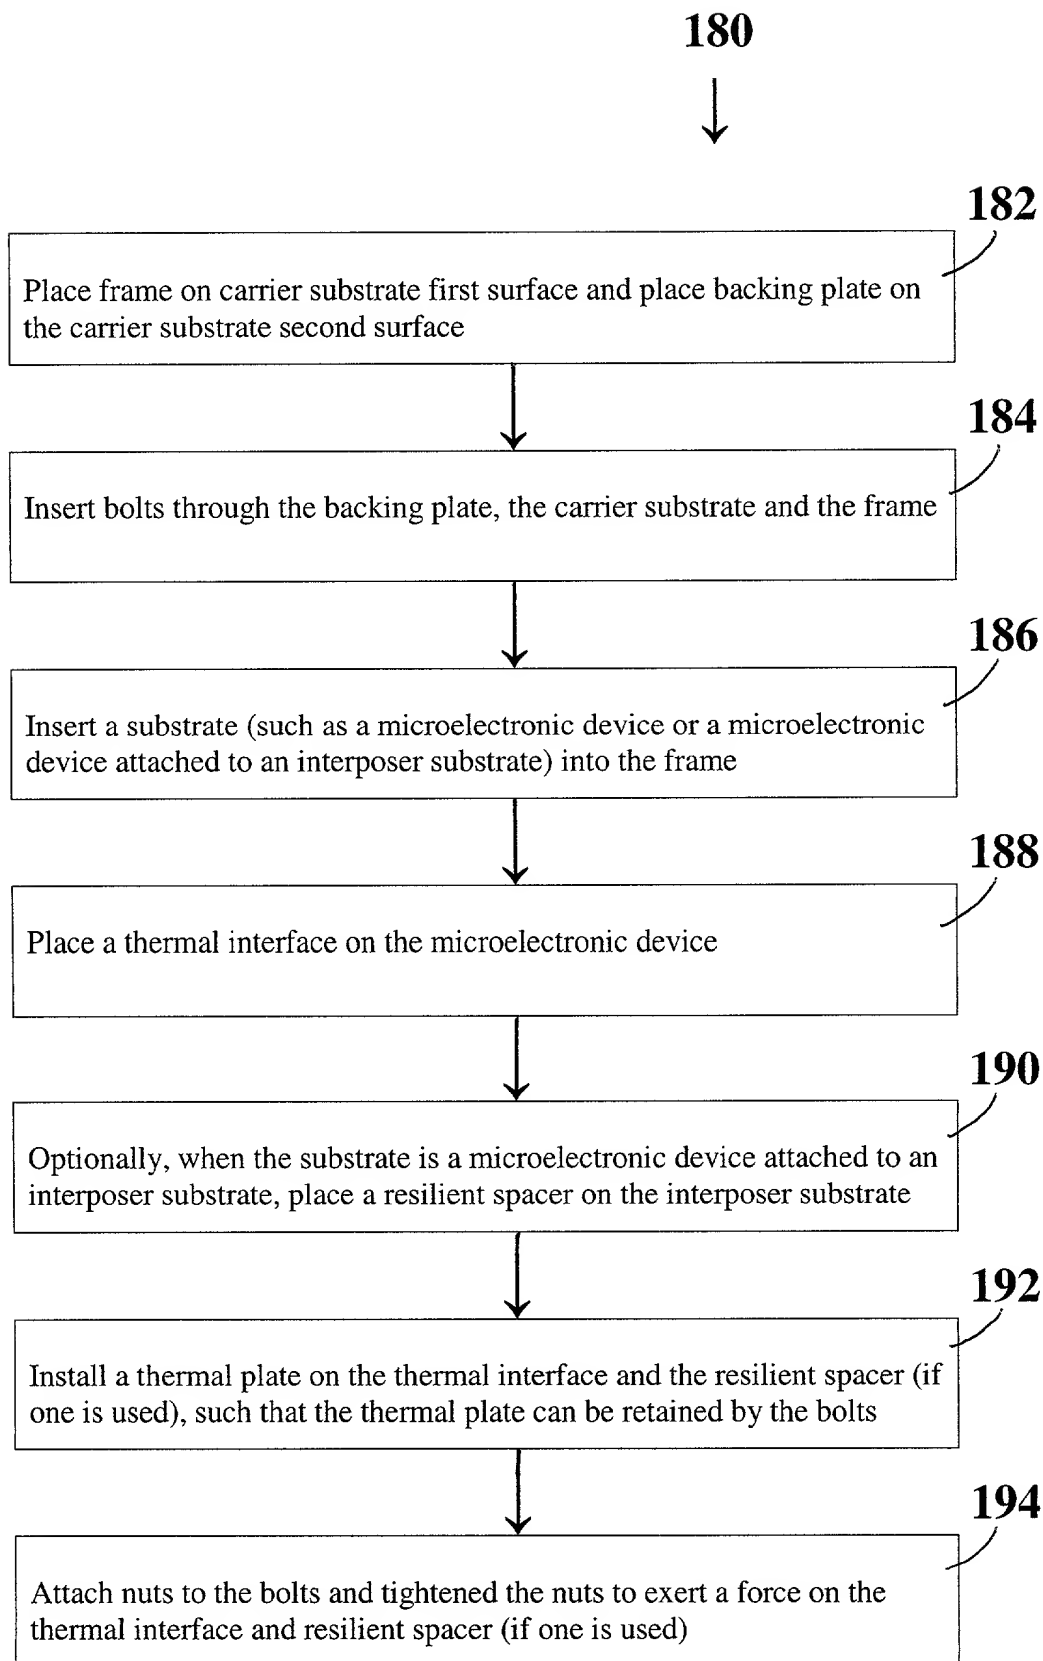 180
182
Place frame on carrier substrate first surface and place backing plate on
the carrier substrate second surface
184
Insert bolts through the backing plate, the carrier substrate and the frame
186
Insert a substrate (such as a microelectronic device or a microelectronic
device attached to an interposer substrate) into the frame
188
Place a thermal interface on the microelectronic device
190
Optionally, when the substrate is a microelectronic device attached to an
interposer substrate, place a resilient spacer on the interposer substrate
192
Install a thermal plate on the thermal interface and the resilient spacer (if
one is used), such that the thermal plate can be retained by the bolts
194
Attach nuts to the bolts and tightened the nuts to exert a force on the
thermal interface and resilient spacer (if one is used)